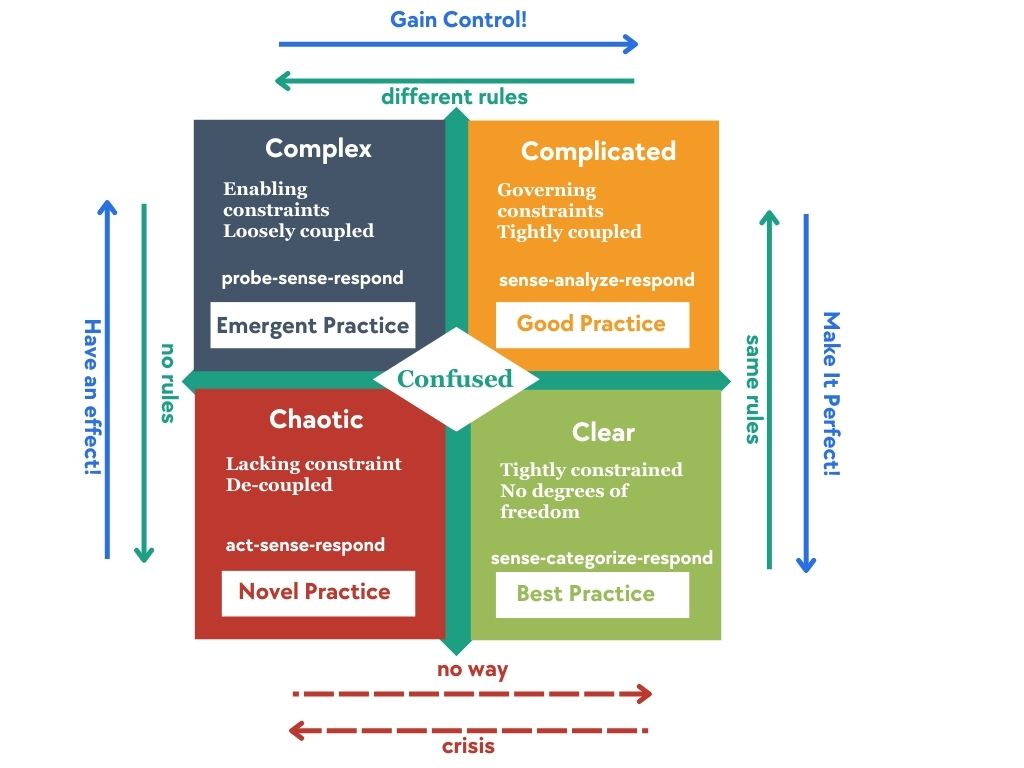 Gain Control!
different rules
Complex
Enabling
constraints
Loosely coupled
probe-sense-respond
Emergent Practice
Complicated
Governing
constraints
Tightly coupled
sense-analyze-respond
Good Practice
Have an effect!
no rules
Confused
same rules
Make It Perfect!
Chaotic
Lacking constraint
De-coupled
act-sense-respond
Novel Practice
Clear
Tightly constrained
No degrees of
freedom
sense-categorize-respond
Best Practice
no way
crisis